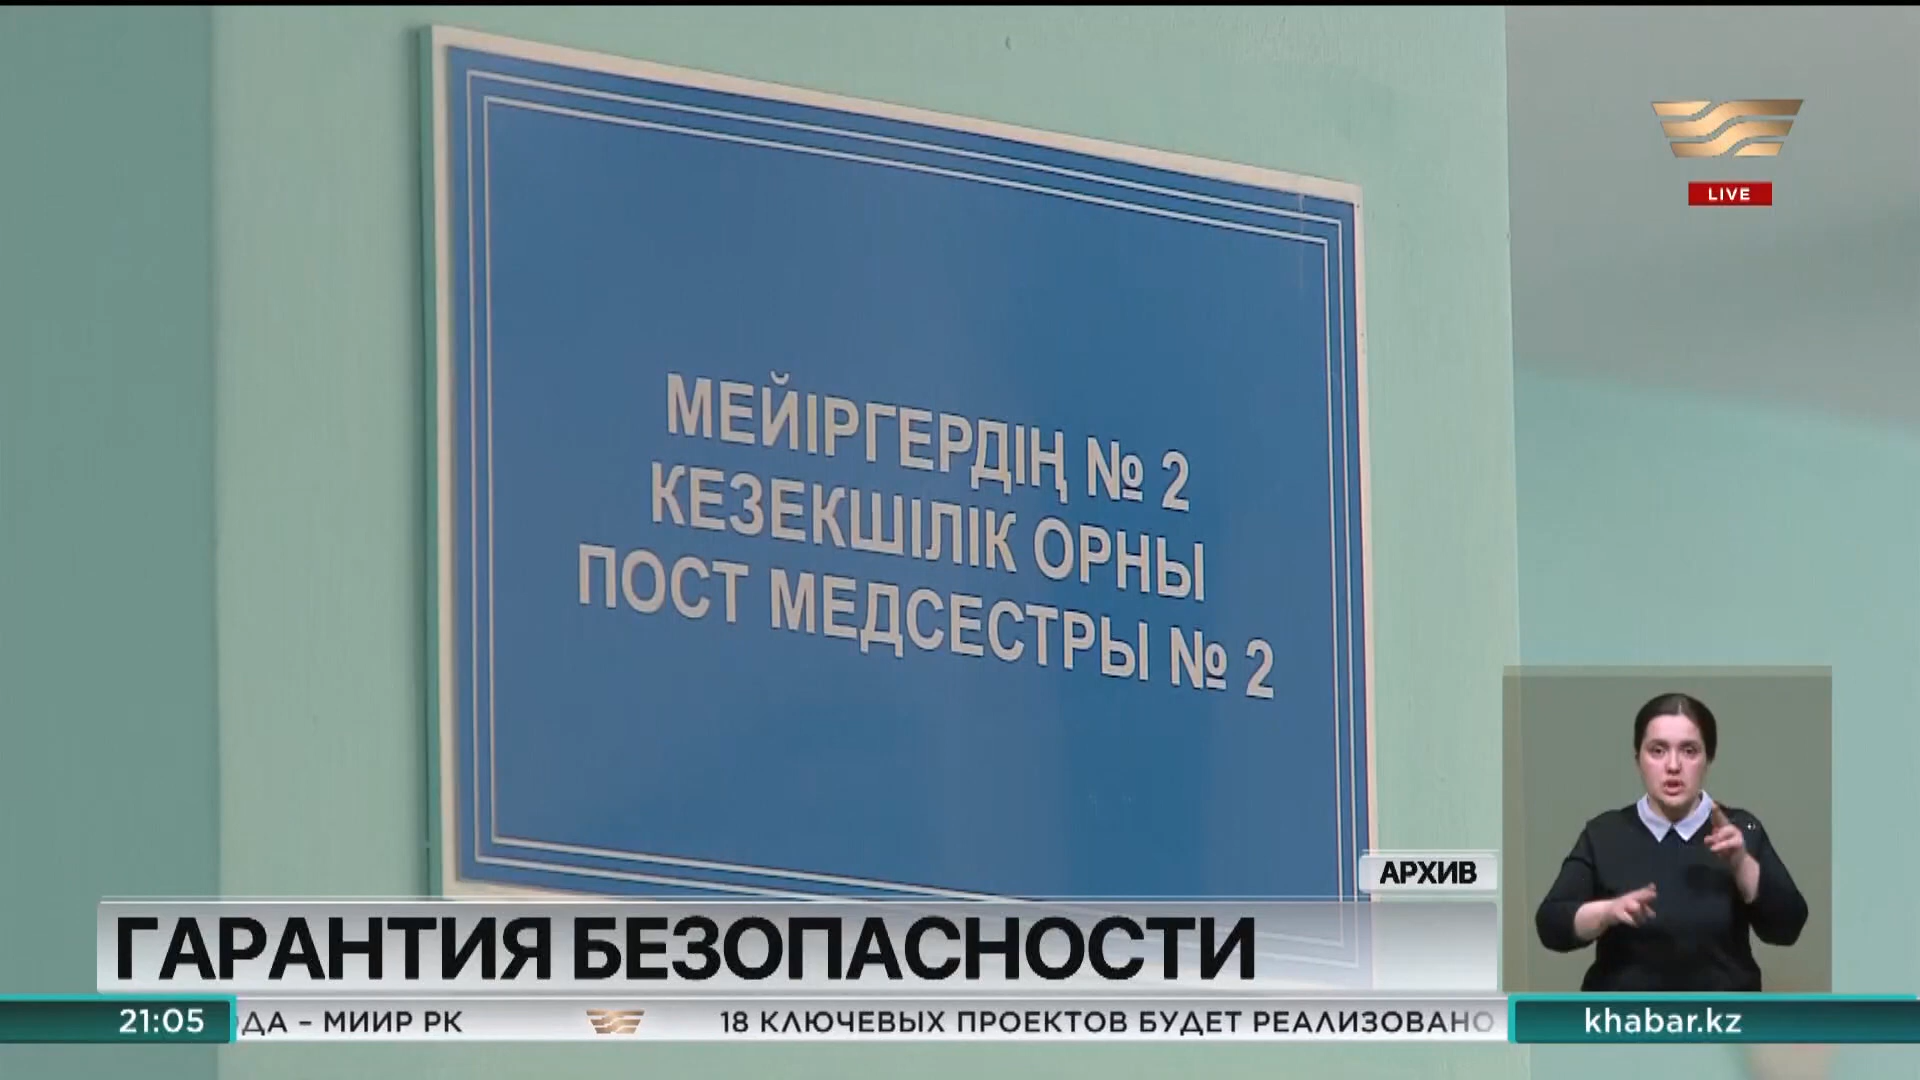 LIVE
МЕЙІРГЕРДІҢ № 2
КЕЗЕКШІЛІК ОРНЫ
ПОСТ МЕДСЕСТРЫ № 2
АРХИВ
ГАРАНТИЯ БЕЗОПАСНОСТИ
21:05
ДА – МИИР РК
18 КЛЮЧЕВЫХ ПРОЕКТОВ БУДЕТ РЕАЛИЗОВАНО
khabar.kz